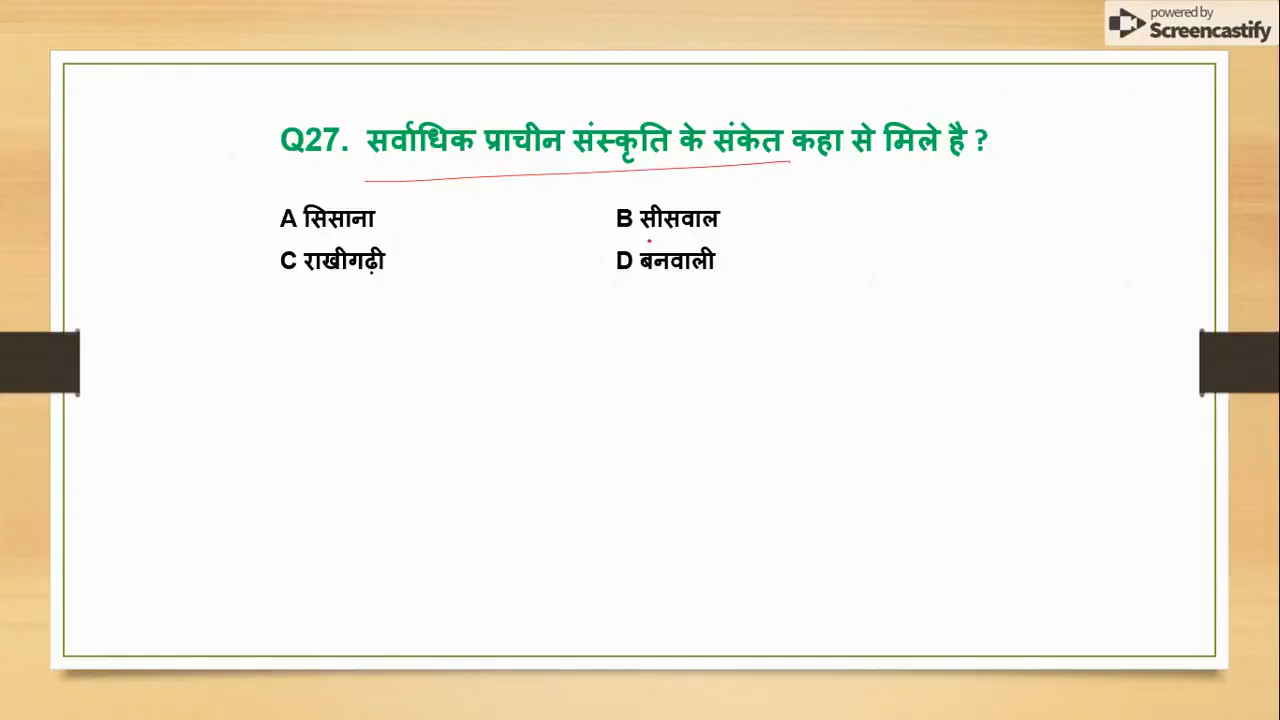 powered by
Screencastify
Q27. सर्वाधिक प्राचीन संस्कृति के संकेत कहा से मिले है ?
A सिसाना B सीसवाल
C राखीगढ़ी D बनवाली